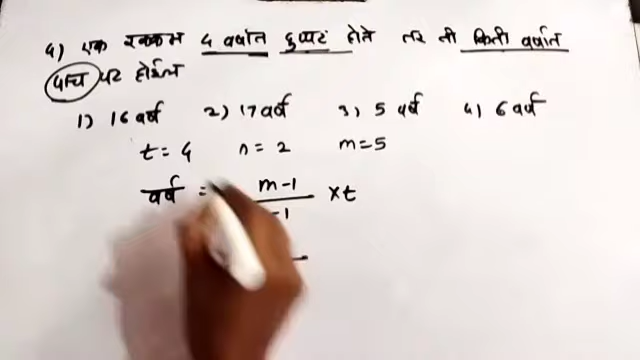 4) एक रक्कम 4 वर्षात दुप्पट होते तर ती किती वर्षात
पाच पट होईल
1) 16 वर्ष 2) 17 वर्ष 3) 5 वर्ष 4) 6 वर्ष
t = 4 n = 2 m = 5
वर्ष = m-1 × t
-1